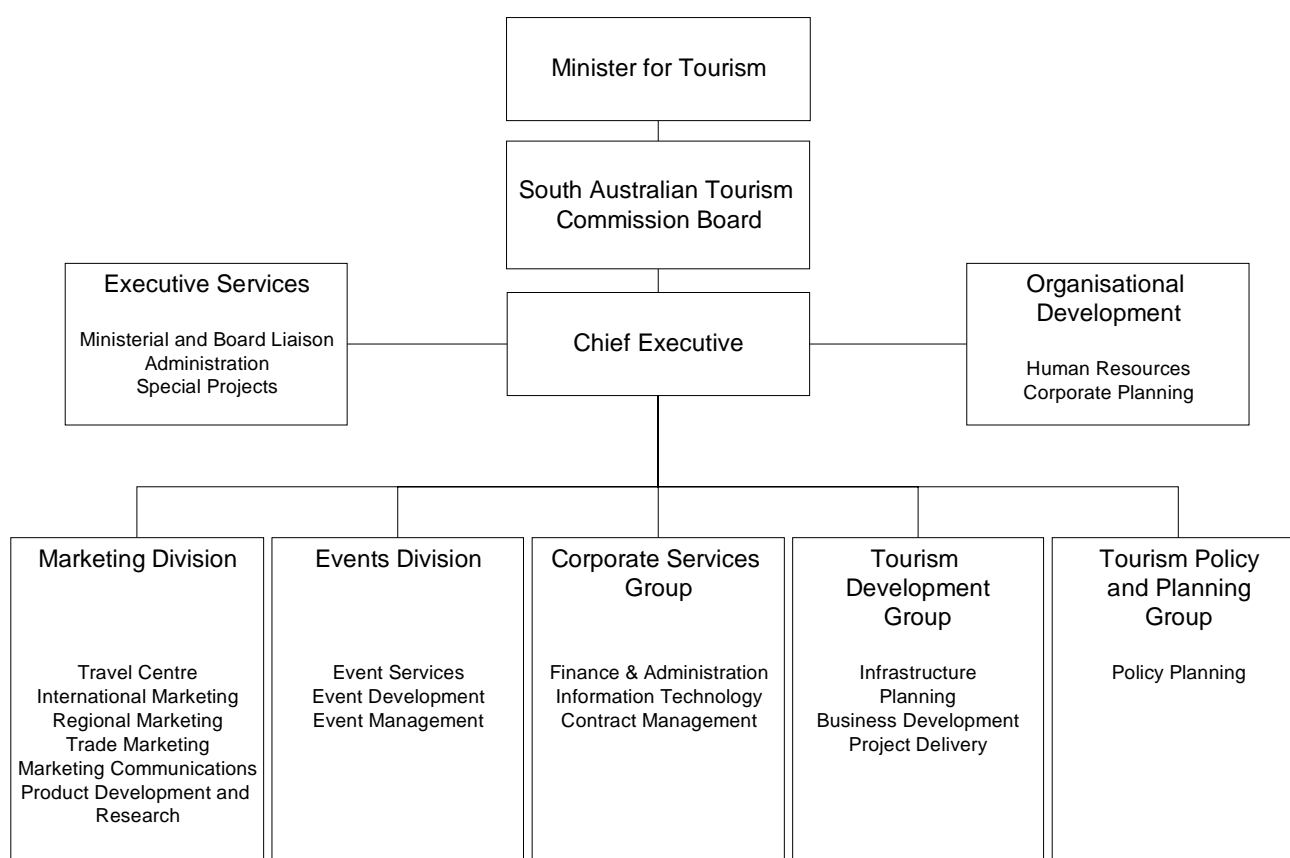 Minister for Tourism
South Australian Tourism
Commission Board
Executive Services
Ministerial and Board Liaison
Administration
Special Projects
Chief Executive
Organisational
Development
Human Resources
Corporate Planning
Marketing Division
Travel Centre
International Marketing
Regional Marketing
Trade Marketing
Marketing Communications
Product Development and
Research
Events Division
Event Services
Event Development
Event Management
Corporate Services
Group
Finance & Administration
Information Technology
Contract Management
Tourism
Development
Group
Infrastructure
Planning
Business Development
Project Delivery
Tourism Policy
and Planning
Group
Policy Planning